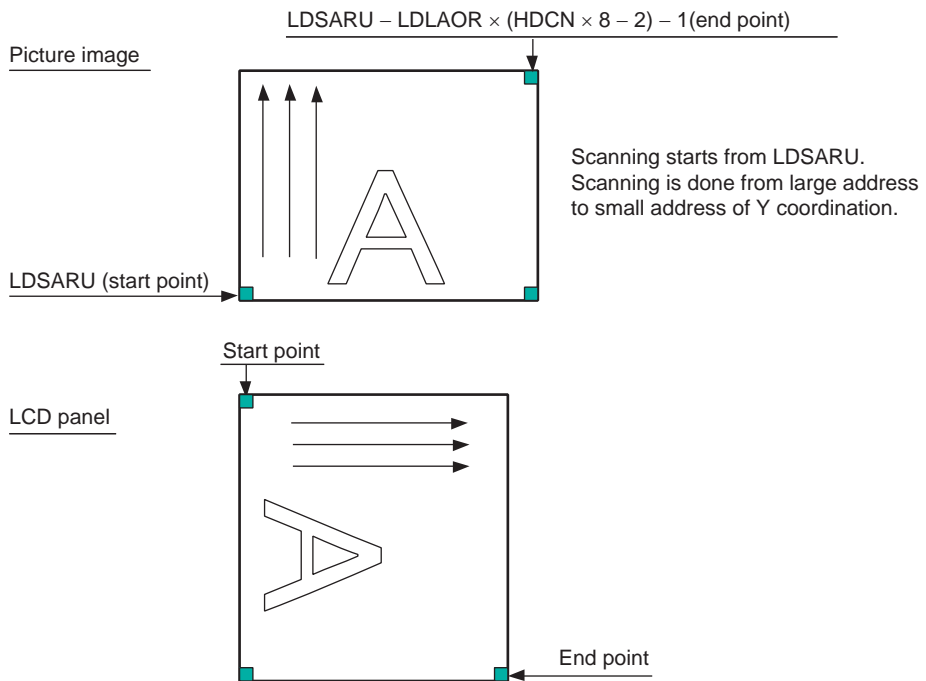 LDSARU – LDLAOR × (HDCN × 8 – 2) – 1(end point)
Picture image
A
Scanning starts from LDSARU.
Scanning is done from large address
to small address of Y coordination.
LDSARU (start point)
Start point
LCD panel
A
End point